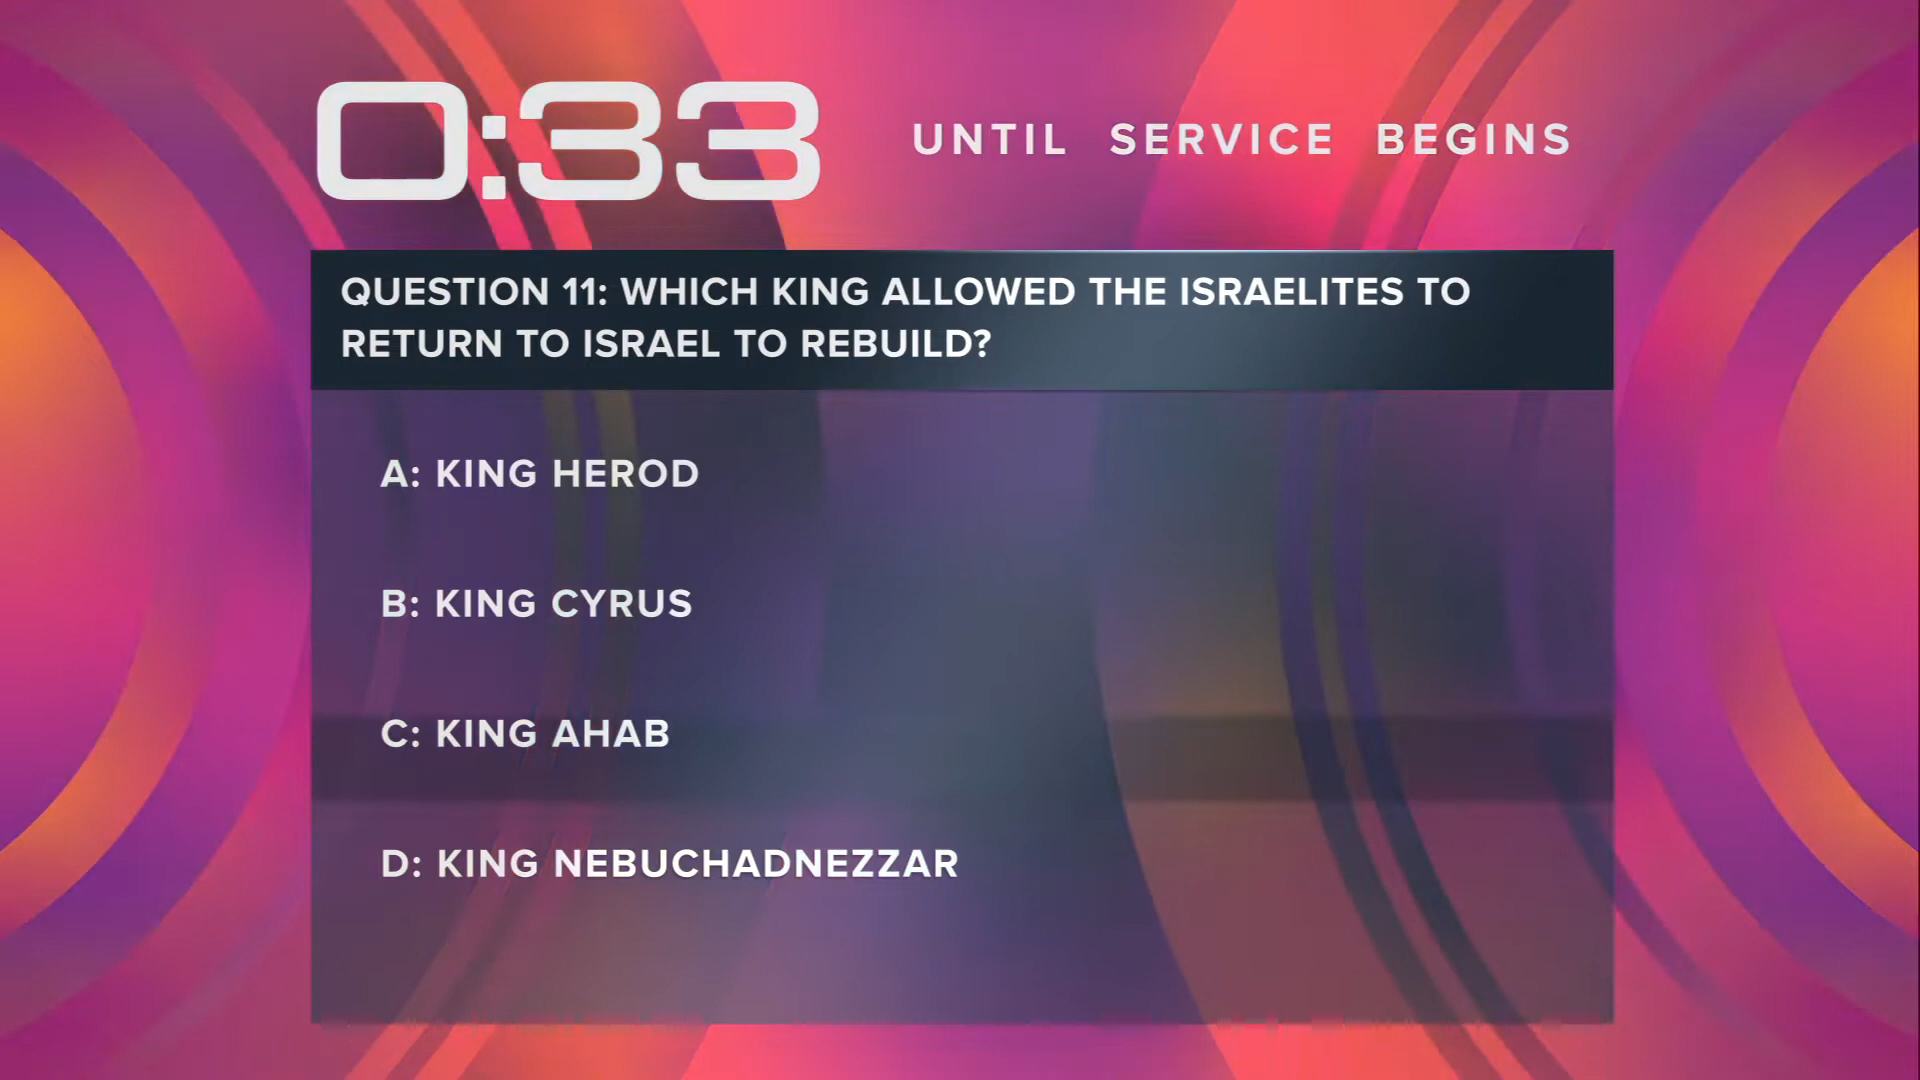 0:33 UNTIL SERVICE BEGINS
QUESTION 11: WHICH KING ALLOWED THE ISRAELITES TO
RETURN TO ISRAEL TO REBUILD?
A: KING HEROD
B: KING CYRUS
C: KING AHAB
D: KING NEBUCHADNEZZAR